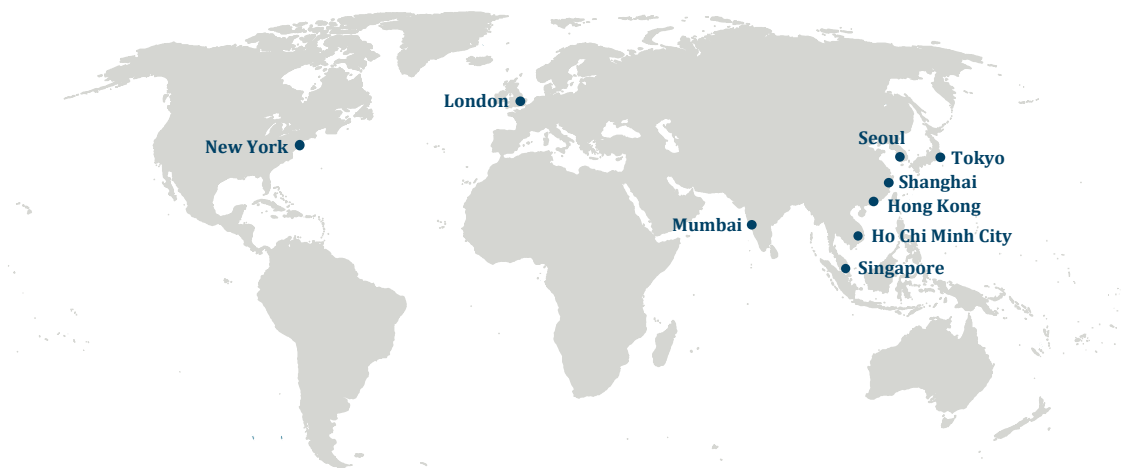 London
New York
Seoul
Tokyo
Shanghai
Hong Kong
Mumbai
Ho Chi Minh City
Singapore